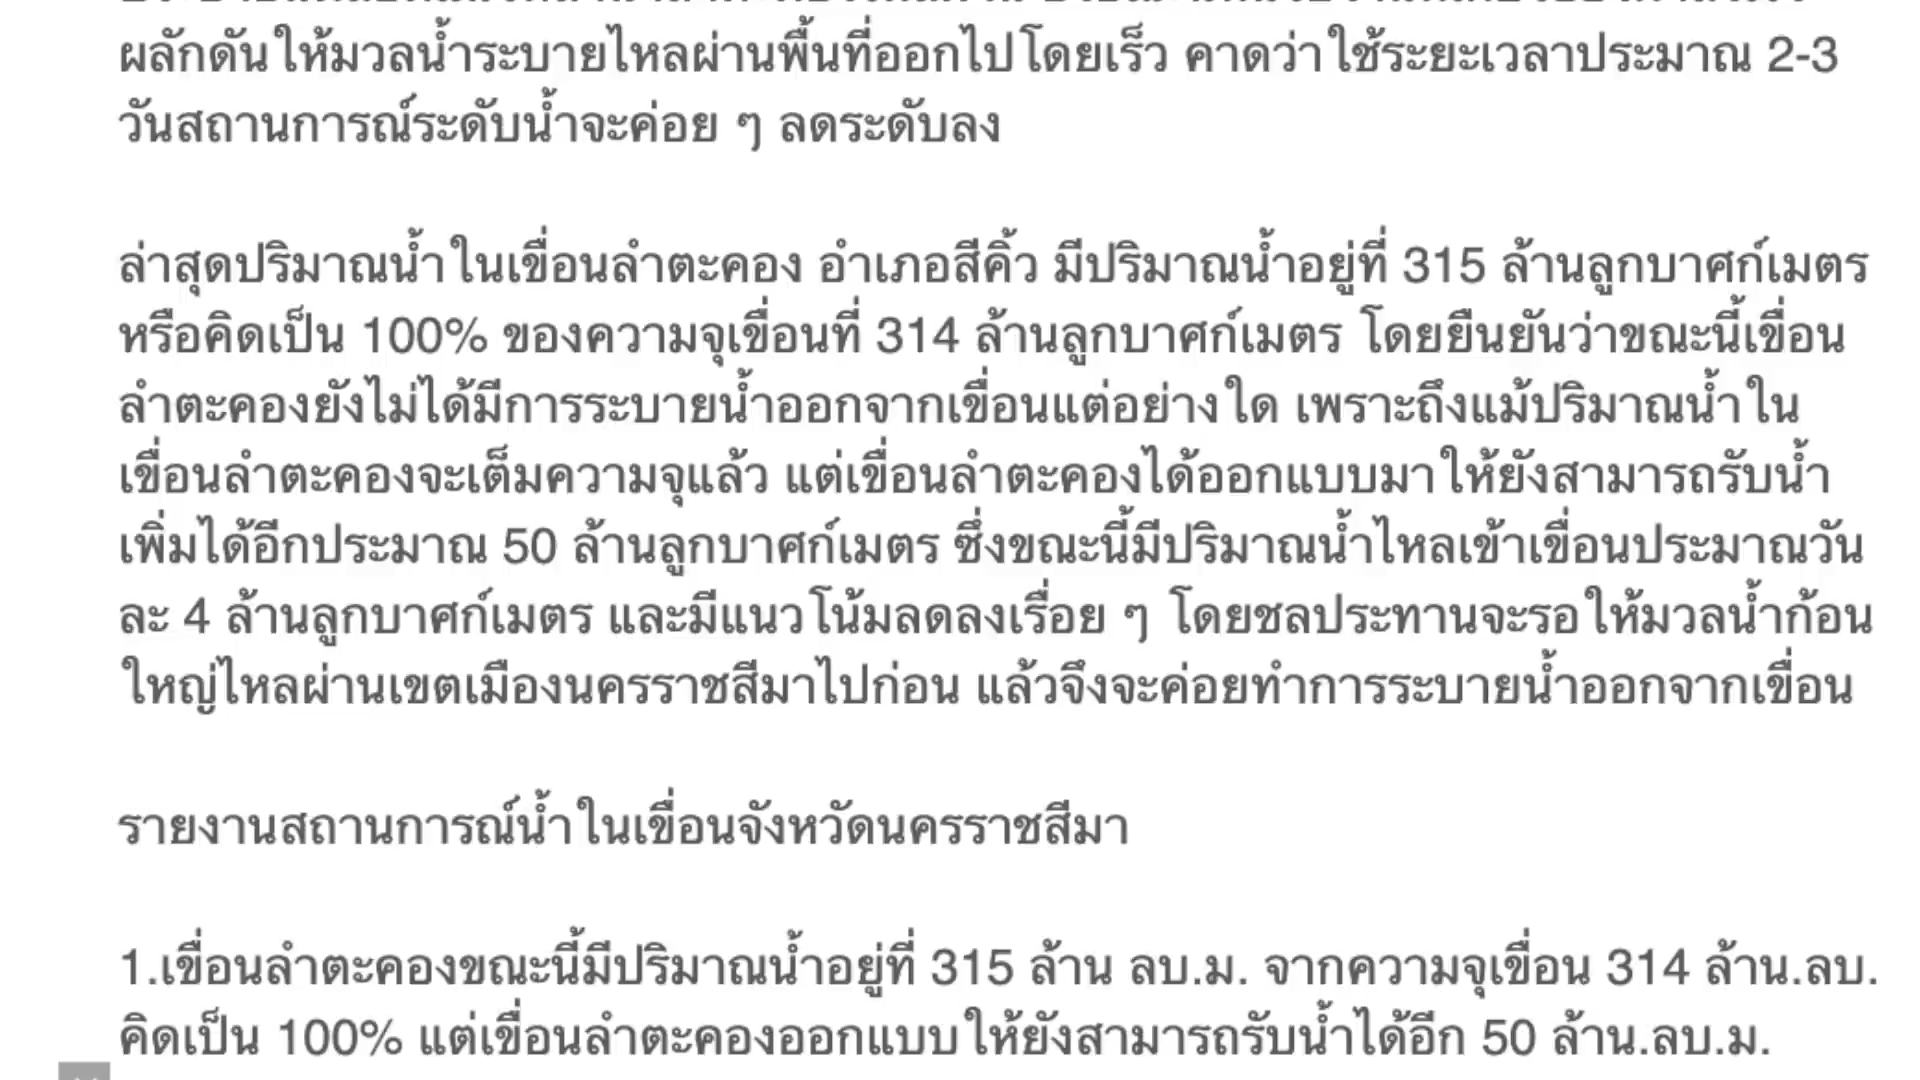 ผลักดันให้มวลน้ำระบายไหลผ่านพื้นที่ออกไปโดยเร็ว คาดว่าใช้ระยะเวลาประมาณ 2-3
วันสถานการณ์ระดับน้ำจะค่อย ๆ ลดระดับลง
ล่าสุดปริมาณน้ำในเขื่อนลำตะคอง อำเภอสีคิ้ว มีปริมาณน้ำอยู่ที่ 315 ล้านลูกบาศก์เมตร
หรือคิดเป็น 100% ของความจุเขื่อนที่ 314 ล้านลูกบาศก์เมตร โดยยืนยันว่าขณะนี้เขื่อน
ลำตะคองยังไม่ได้มีการระบายน้ำออกจากเขื่อนแต่อย่างใด เพราะถึงแม้ปริมาณน้ำใน
เขื่อนลำตะคองจะเต็มความจุแล้ว แต่เขื่อนลำตะคองได้ออกแบบมาให้ยังสามารถรับน้ำ
เพิ่มได้อีกประมาณ 50 ล้านลูกบาศก์เมตร ซึ่งขณะนี้มีปริมาณน้ำไหลเข้าเขื่อนประมาณวัน
ละ 4 ล้านลูกบาศก์เมตร และมีแนวโน้มลดลงเรื่อย ๆ โดยชลประทานจะรอให้มวลน้ำก้อน
ใหญ่ไหลผ่านเขตเมืองนครราชสีมาไปก่อน แล้วจึงจะค่อยทำการระบายน้ำออกจากเขื่อน
รายงานสถานการณ์น้ำในเขื่อนจังหวัดนครราชสีมา
1.เขื่อนลำตะคองขณะนี้มีปริมาณน้ำอยู่ที่ 315 ล้าน ลบ.ม. จากความจุเขื่อน 314 ล้าน.ลบ.
คิดเป็น 100% แต่เขื่อนลำตะคองออกแบบให้ยังสามารถรับน้ำได้อีก 50 ล้าน.ลบ.ม.